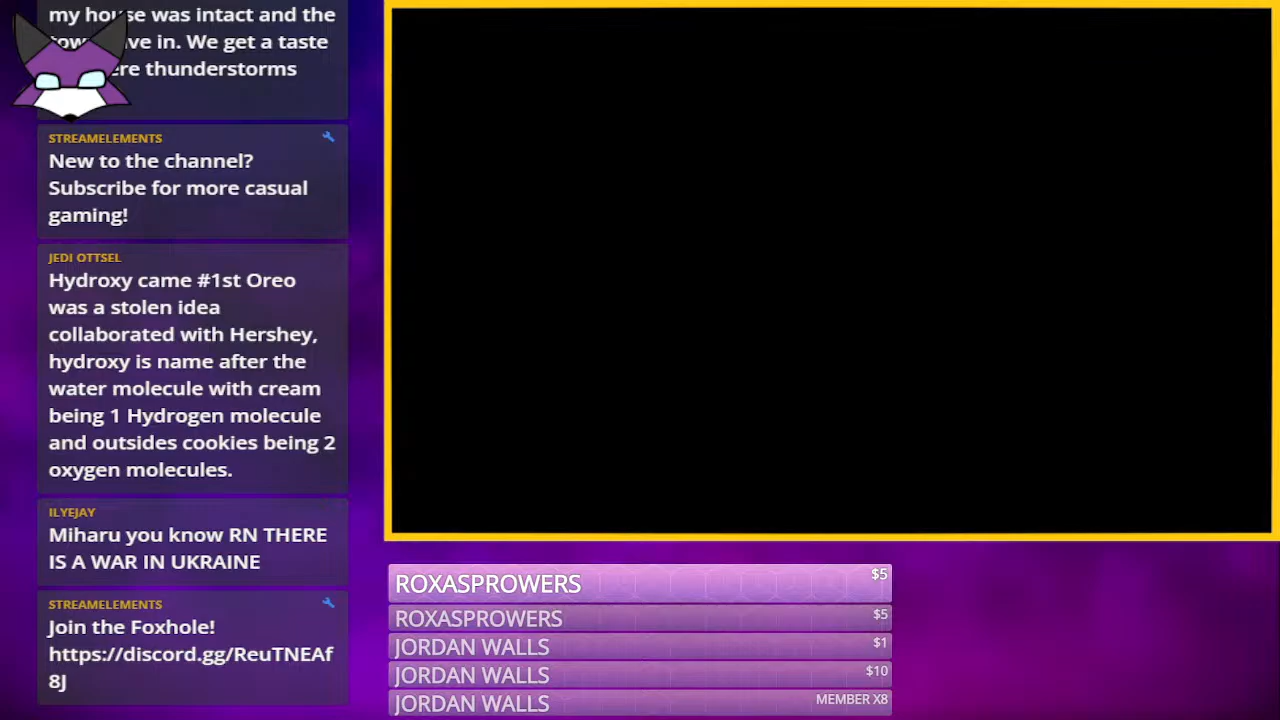 my house was intact and the
ve in. We get a taste
ere thunderstorms
STREAMELEMENTS
New to the channel?
Subscribe for more casual
gaming!
JEDI OTTSEL
Hydroxy came #1st Oreo
was a stolen idea
collaborated with Hershey,
hydroxy is name after the
water molecule with cream
being 1 Hydrogen molecule
and outsides cookies being 2
oxygen molecules.
ILYEJAY
Miharu you know RN THERE
IS A WAR IN UKRAINE
STREAMELEMENTS
Join the Foxhole!
https://discord.gg/ReuTNEAf
8J
ROXASPROWERS $5
ROXASPROWERS $5
JORDAN WALLS $1
JORDAN WALLS $10
JORDAN WALLS MEMBER X8